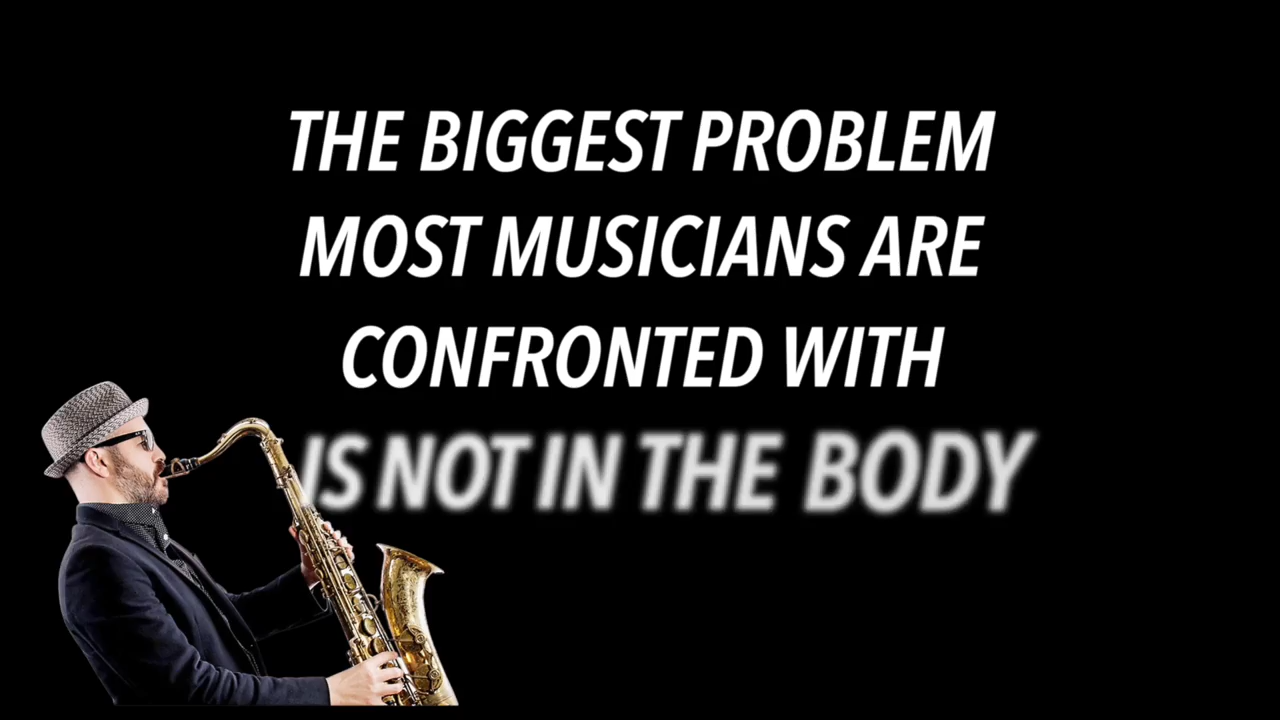 THE BIGGEST PROBLEM
MOST MUSICIANS ARE
CONFRONTED WITH
IS NOT IN THE BODY